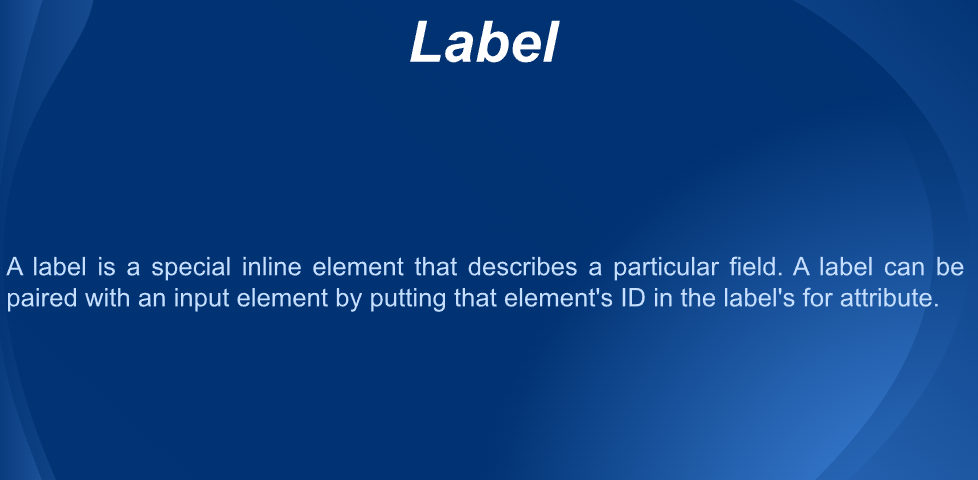 Label
A label is a special inline element that describes a particular field. A label can be
paired with an input element by putting that element's ID in the label's for attribute.